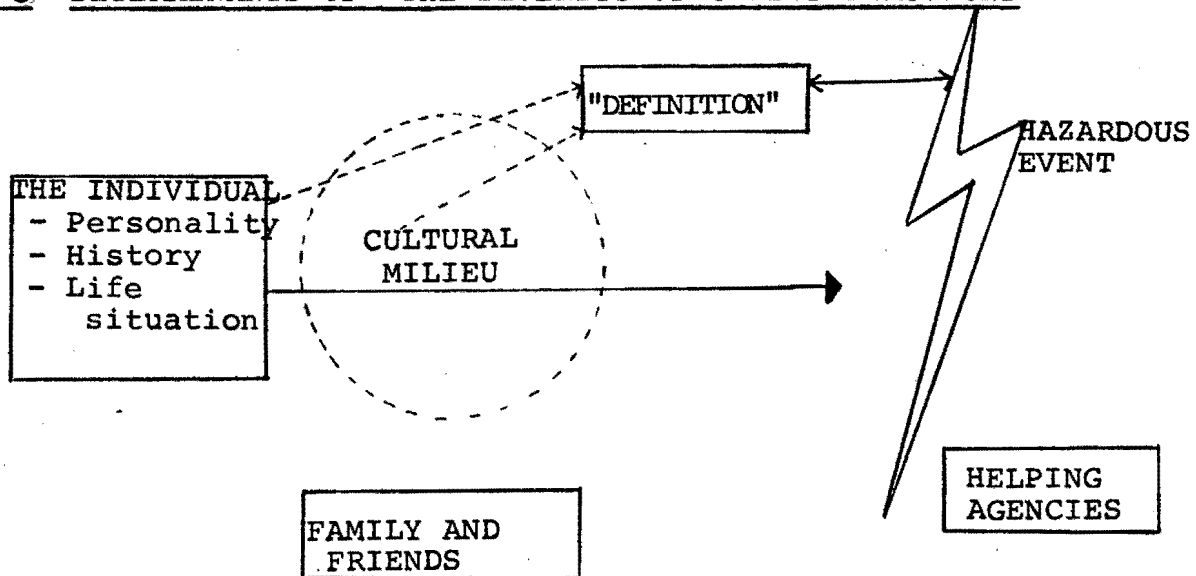 "DEFINITION"
HAZARDOUS
EVENT
THE INDIVIDUAL
- Personality
- History
- Life
situation
CULTURAL
MILIEU
HELPING
AGENCIES
FAMILY AND
FRIENDS